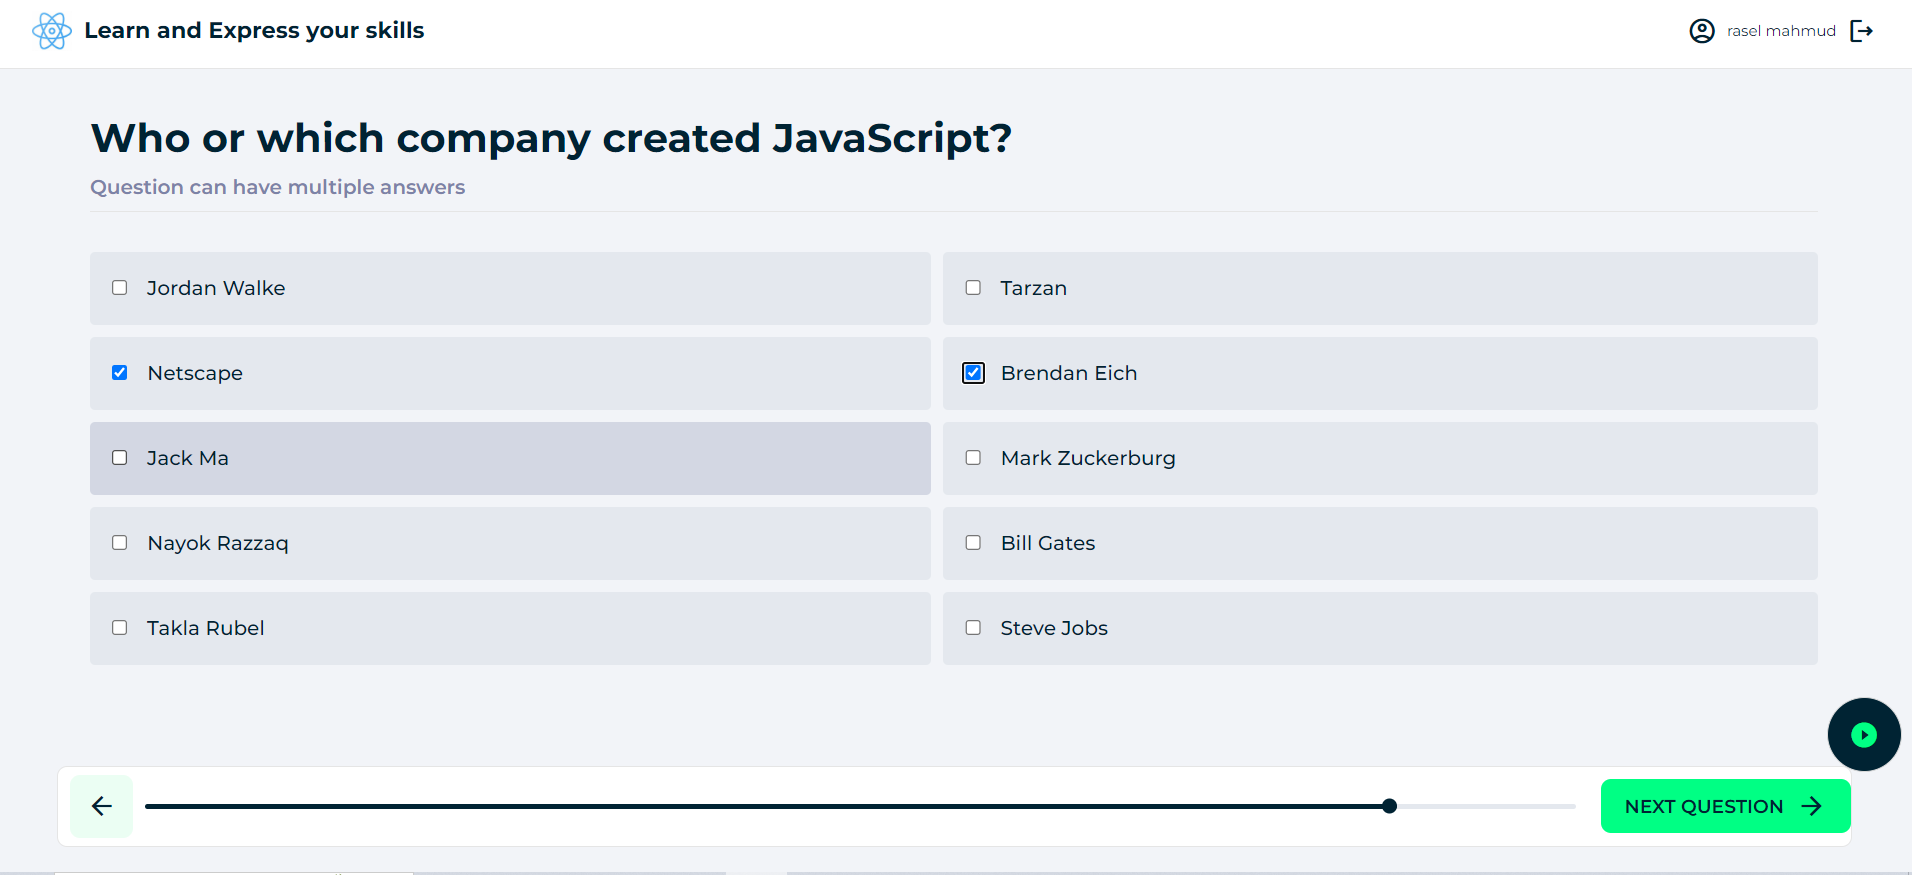 Learn and Express your skills
rasel mahmud
Who or which company created JavaScript?
Question can have multiple answers
Jordan Walke
Tarzan
Netscape
Brendan Eich
Jack Ma
Mark Zuckerburg
Nayok Razzaq
Bill Gates
Takla Rubel
Steve Jobs
NEXT QUESTION